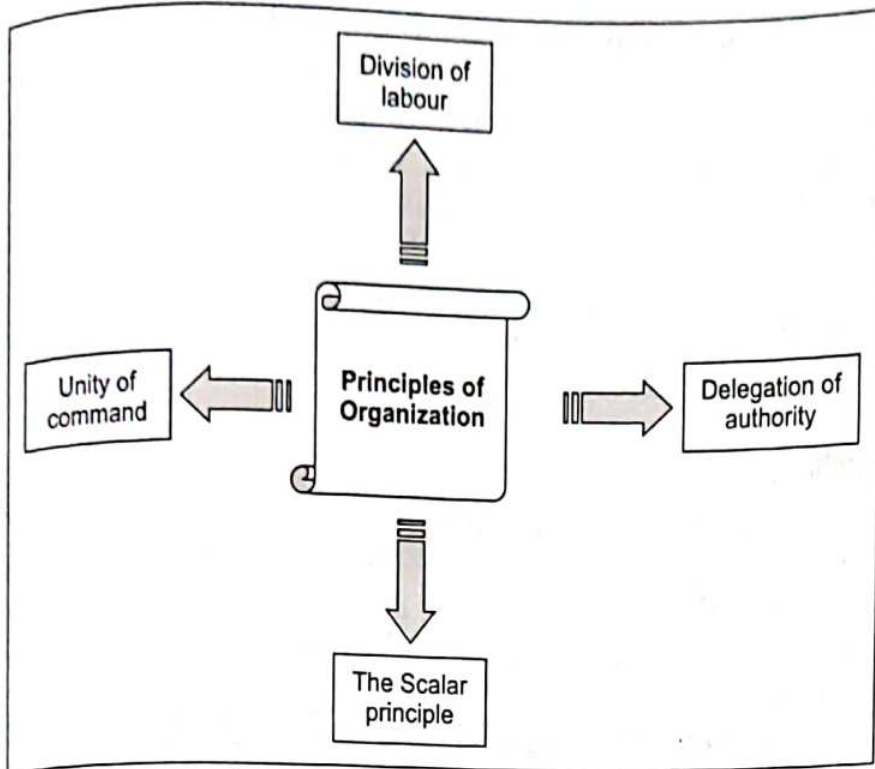 Division of
labour
Unity of
command
Principles of
Organization
Delegation of
authority
The Scalar
principle